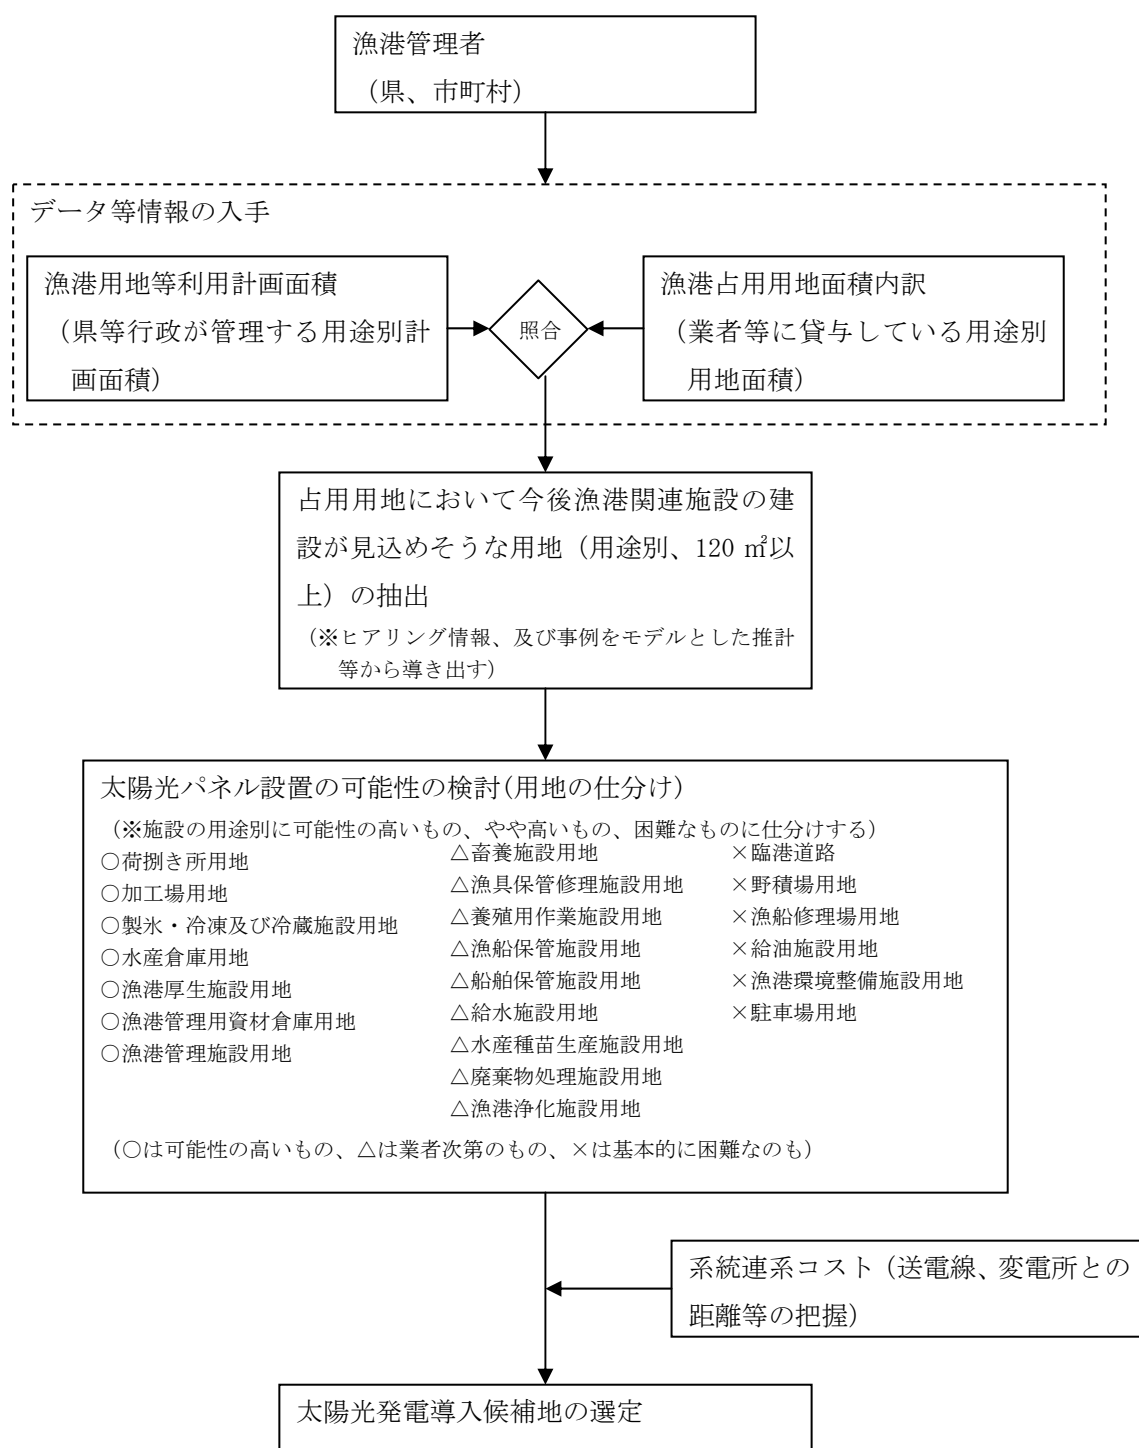 漁港管理者
（県、市町村）
データ等情報の入手
漁港用地等利用計画面積
（県等行政が管理する用途別計
画面積）
照合
漁港占用用地面積内訳
（業者等に貸与している用途別
用地面積）
占用用地において今後漁港関連施設の建
設が見込めそうな用地（用途別、120 ㎡以
上）の抽出
（※ヒアリング情報、及び事例をモデルとした推計
等から導き出す）
太陽光パネル設置の可能性の検討(用地の仕分け)
（※施設の用途別に可能性の高いもの、やや高いもの、困難なものに仕分けする）
○荷捌き所用地
○加工場用地
○製氷・冷凍及び冷蔵施設用地
○水産倉庫用地
○漁港厚生施設用地
○漁港管理用資材倉庫用地
○漁港管理施設用地
△畜養施設用地
△漁具保管修理施設用地
△養殖用作業施設用地
△漁船保管施設用地
△船舶保管施設用地
△給水施設用地
△水産種苗生産施設用地
△廃棄物処理施設用地
△漁港浄化施設用地
×臨港道路
×野積場用地
×漁船修理場用地
×給油施設用地
×漁港環境整備施設用地
×駐車場用地
（○は可能性の高いもの、△は業者次第のもの、×は基本的に困難なのも）
系統連系コスト（送電線、変電所との
距離等の把握）
太陽光発電導入候補地の選定